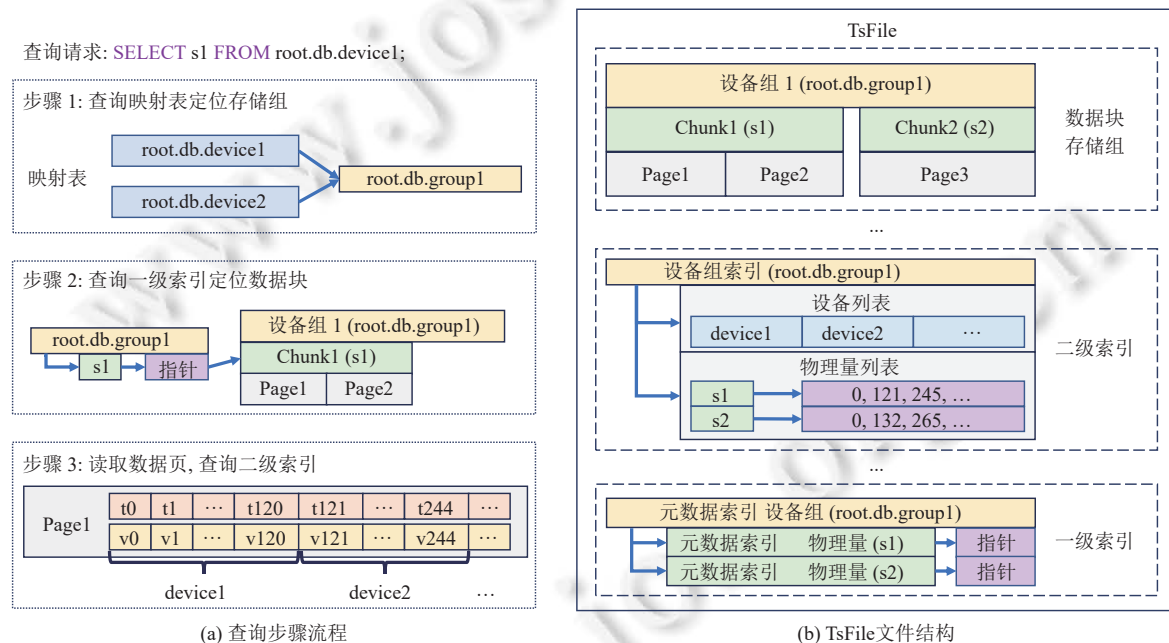 查询请求: SELECT s1 FROM root.db.device1;
步骤 1: 查询映射表定位存储组
映射表
root.db.device1
root.db.device2
root.db.group1
步骤 2: 查询一级索引定位数据块
root.db.group1
s1
指针
设备组 1 (root.db.group1)
Chunk1 (s1)
Page1 Page2
步骤 3: 读取数据页, 查询二级索引
Page1
t0 t1 … t120 t121 … t244 …
v0 v1 … v120 v121 … v244 …
device1 device2 …
(a) 查询步骤流程
TsFile
设备组 1 (root.db.group1)
Chunk1 (s1) Chunk2 (s2)
Page1 Page2 Page3
数据块
存储组
...
设备组索引 (root.db.group1)
设备列表
device1 device2 …
物理量列表
s1 0, 121, 245, …
s2 0, 132, 265, …
二级索引
...
元数据索引 设备组 (root.db.group1)
元数据索引 物理量 (s1) 指针
元数据索引 物理量 (s2) 指针
一级索引
(b) TsFile文件结构